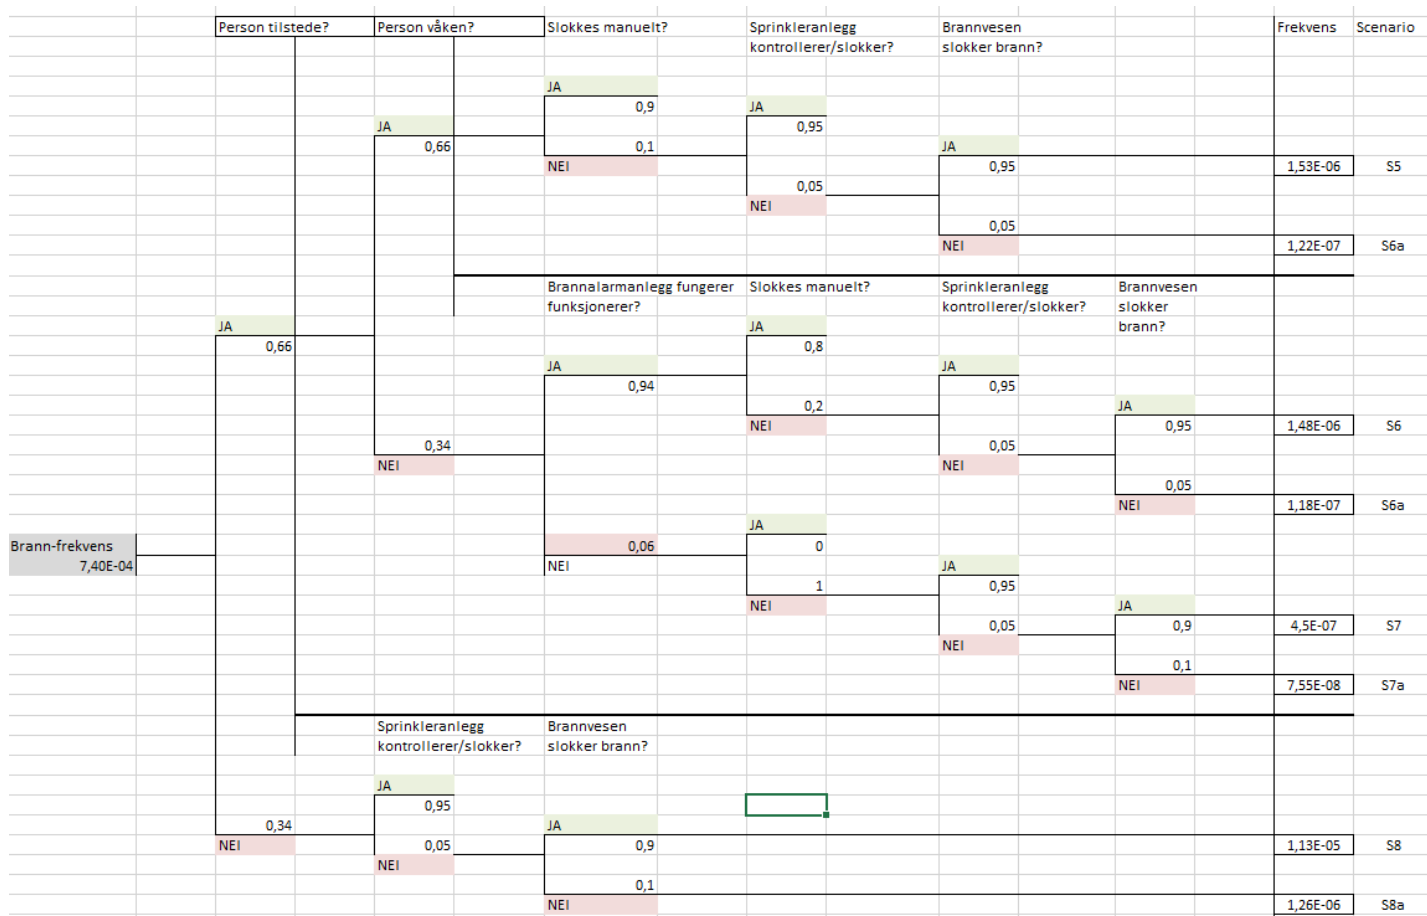 Person tilstede? Person våken? Slokkes manuelt? Sprinkleranlegg Brannvesen Frekvens Scenario
kontrollerer/slokker? slokker brann?
JA
0,9 JA
JA 0,95
0,66 0,1 JA
NEI 0,95 1,53E-06 S5
0,05
NEI
0,05
NEI 1,22E-07 S6a
Brannalarmanlegg fungerer Slokkes manuelt? Sprinkleranlegg Brannvesen
funksjonerer? kontrollerer/slokker? slokker
JA JA brann?
0,66 0,8
JA JA
0,94 0,95
0,2 JA
NEI 0,95 1,48E-06 S6
0,34 0,05
NEI NEI
0,05
NEI 1,18E-07 S6a
JA
Brann-frekvens 0,06 0
7,40E-04 NEI JA
1 0,95
NEI JA
0,05 0,9 4,5E-07 S7
NEI
0,1
NEI 7,55E-08 S7a
Sprinkleranlegg Brannvesen
kontrollerer/slokker? slokker brann?
JA
0,95
0,34 JA
NEI 0,05 0,9 1,13E-05 S8
NEI
0,1
NEI 1,26E-06 S8a